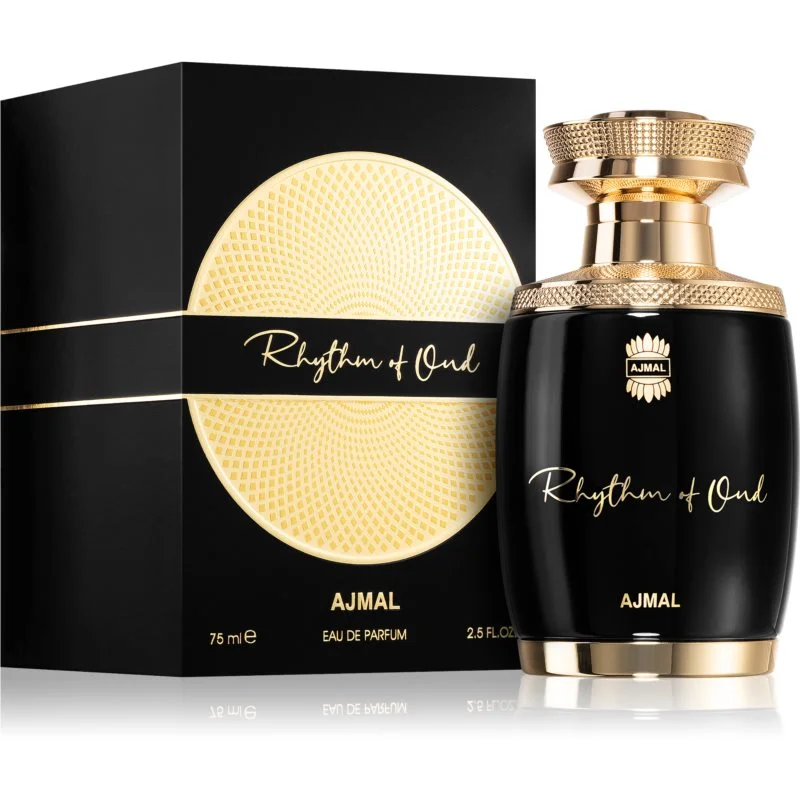 Rhythm of Oud
AJMAL
75 ml e
EAU DE PARFUM
2.5 FL.OZ
AJMAL
Rhythm of Oud
AJMAL